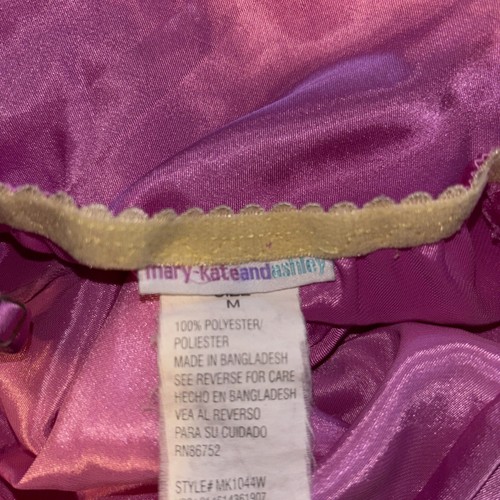 mary-kateandashley
SIZE
M
100% POLYESTER/
POLIESTER
MADE IN BANGLADESH
SEE REVERSE FOR CARE
HECHO EN BANGLADESH
VEA AL REVERSO
PARA SU CUIDADO
RN86752
STYLE# MK1044W